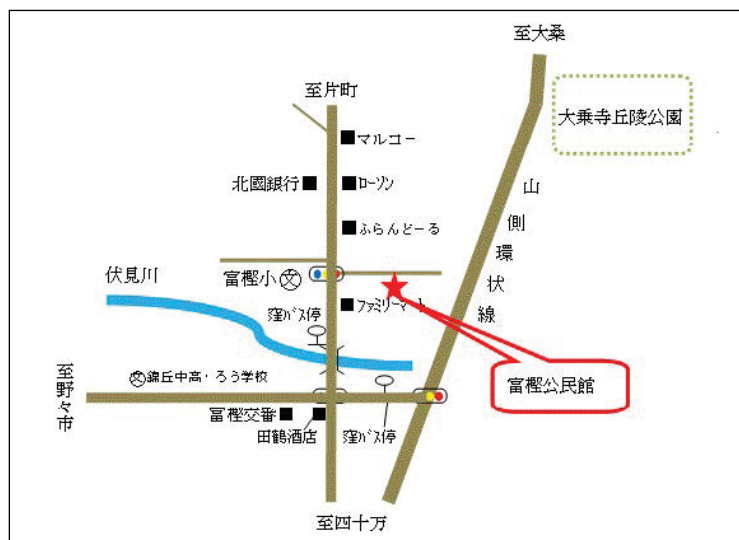 至大桑
至片町
大乗寺丘陵公園
マルコー
北國銀行
ローソン
山側環状線
ふらんどーる
伏見川
富樫小
文
窪バス停
ファミリーマート
富樫公民館
至野々市
文
錦丘中高・ろう学校
富樫交番
田鶴酒店
窪バス停
至四十万